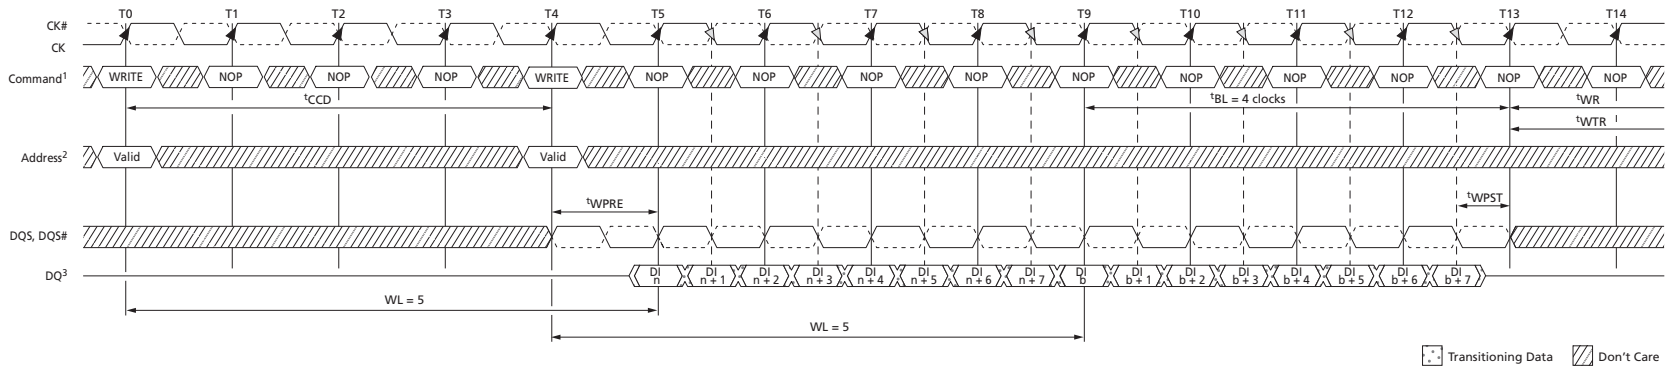 T0 T1 T2 T3 T4 T5 T6 T7 T8 T9 T10 T11 T12 T13 T14
CK#
CK
Command1 WRITE NOP NOP NOP WRITE NOP NOP NOP NOP NOP NOP NOP NOP NOP NOP
tCCD tBL = 4 clocks tWR
tWTR
Address2 Valid Valid
tWPRE tWPST
DQS, DQS#
DQ3 DI n DI n + 1 DI n + 2 DI n + 3 DI n + 4 DI n + 5 DI n + 6 DI n + 7 DI b DI b + 1 DI b + 2 DI b + 3 DI b + 4 DI b + 5 DI b + 6 DI b + 7
WL = 5
WL = 5
Transitioning Data Don't Care